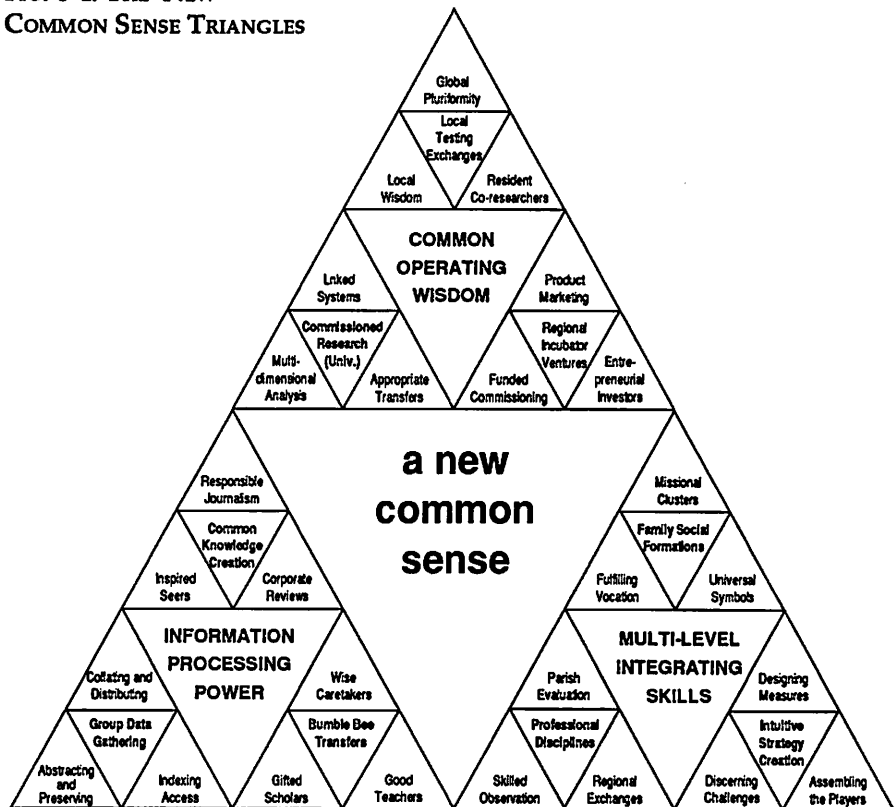 THE NEW
COMMON SENSE TRIANGLES
Global
Pluriformity
Local
Testing
Exchanges
Local
Wisdom
Resident
Co-researchers
COMMON
OPERATING
WISDOM
Linked
Systems
Commissioned
Research
(Univ.)
Multi-
dimensional
Analysis
Appropriate
Transfers
Product
Marketing
Regional
Incubator
Ventures
Funded
Commissioning
Entre-
preneurial
Investors
a new
common
sense
Responsible
Journalism
Common
Knowledge
Creation
Inspired
Seers
Corporate
Reviews
INFORMATION
PROCESSING
POWER
Collating and
Distributing
Group Data
Gathering
Abstracting
and
Preserving
Indexing
Access
Wise
Caretakers
Bumble Bee
Transfers
Gifted
Scholars
Good
Teachers
Missional
Clusters
Family Social
Formations
Fulfilling
Vocation
Universal
Symbols
MULTI-LEVEL
INTEGRATING
SKILLS
Parish
Evaluation
Professional
Disciplines
Skilled
Observation
Regional
Exchanges
Designing
Measures
Intuitive
Strategy
Creation
Discerning
Challenges
Assembling
the Players